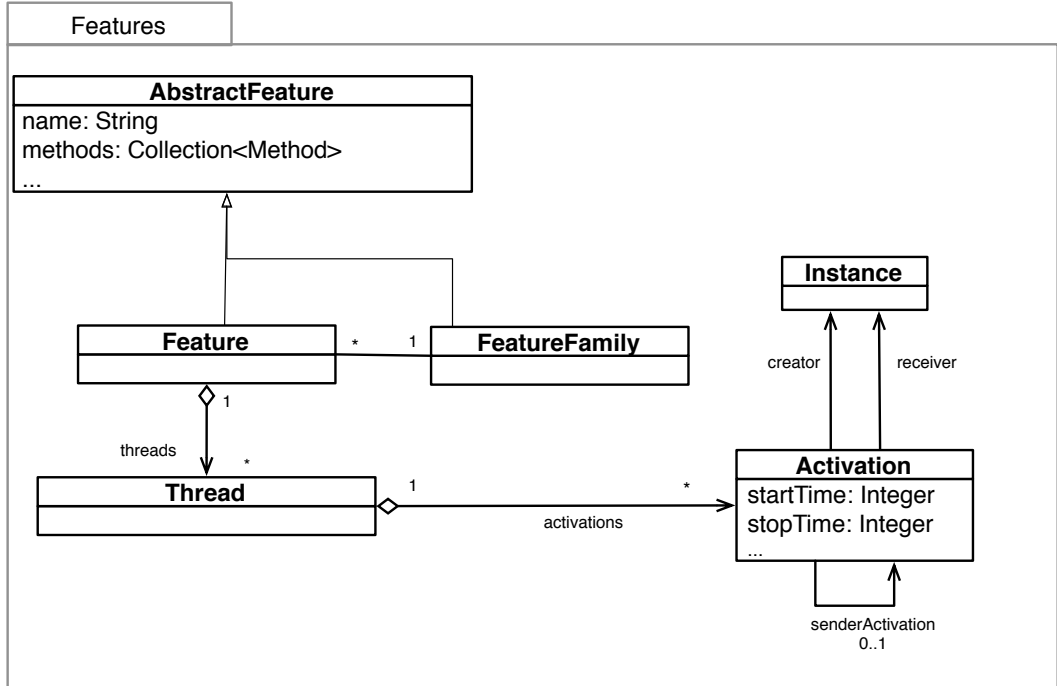 Features
AbstractFeature
name: String
methods: Collection<Method>
...
Instance
Feature
*
1
FeatureFamily
creator
receiver
1
threads
*
Thread
1
*
activations
Activation
startTime: Integer
stopTime: Integer
...
senderActivation
0..1